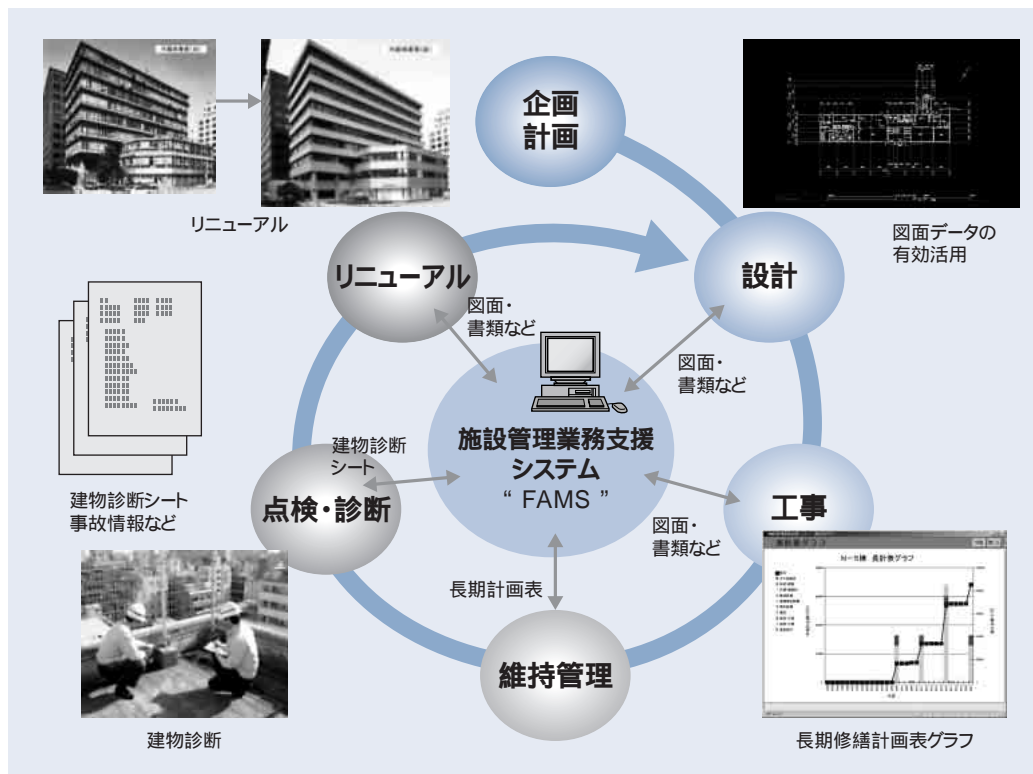 企画
計画
リニューアル
図面データの
有効活用
リニューアル
設計
図面・
書類など
図面・
書類など
施設管理業務支援
システム
“ FAMS ”
建物診断
シート
建物診断シート
事故情報など
点検・診断
工事
図面・
書類など
長期計画表
維持管理
建物診断
長期修繕計画表グラフ